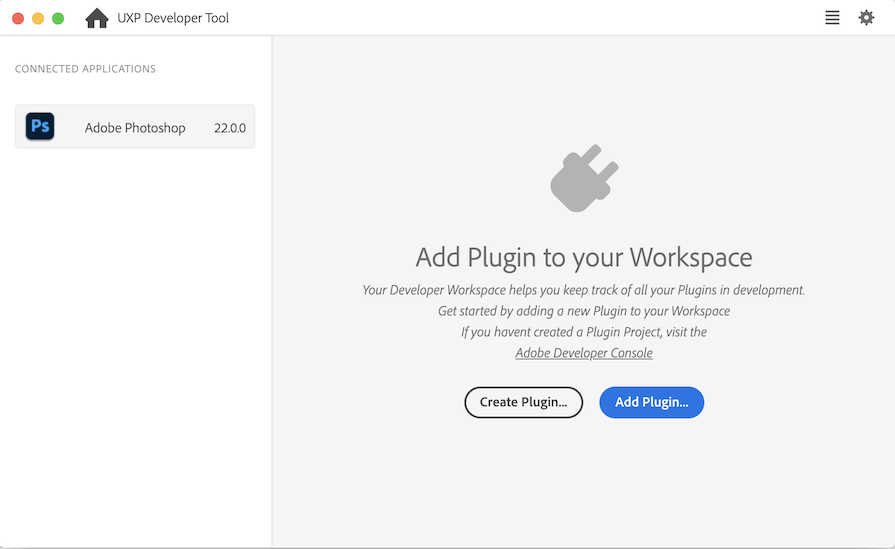 UXP Developer Tool
CONNECTED APPLICATIONS
Ps Adobe Photoshop 22.0.0
Add Plugin to your Workspace
Your Developer Workspace helps you keep track of all your Plugins in development.
Get started by adding a new Plugin to your Workspace
If you havent created a Plugin Project, visit the
Adobe Developer Console
Create Plugin... Add Plugin...